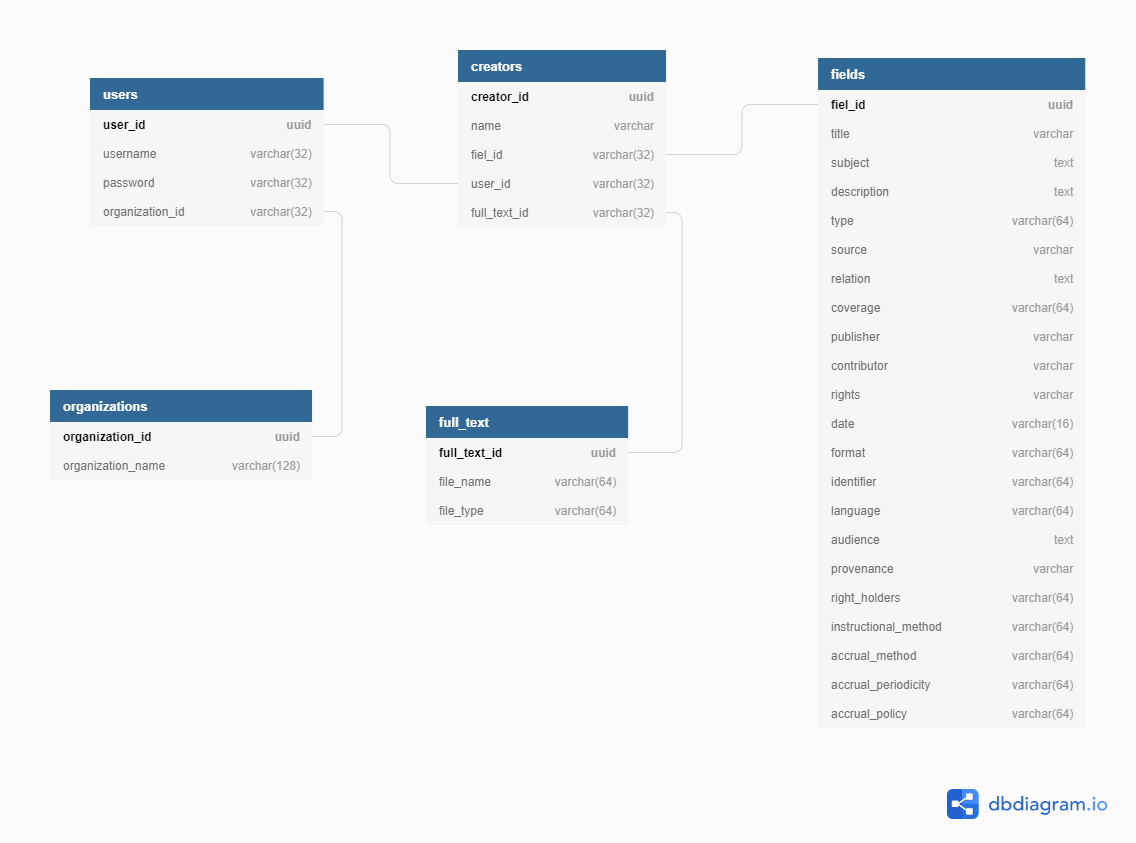 users
user_id uuid
username varchar(32)
password varchar(32)
organization_id varchar(32)
creators
creator_id uuid
name varchar
fiel_id varchar(32)
user_id varchar(32)
full_text_id varchar(32)
fields
fiel_id uuid
title varchar
subject text
description text
type varchar(64)
source varchar
relation text
coverage varchar(64)
publisher varchar
contributor varchar
rights varchar
date varchar(16)
format varchar(64)
identifier varchar(64)
language varchar(64)
audience text
provenance varchar
right_holders varchar(64)
instructional_method varchar(64)
accrual_method varchar(64)
accrual_periodicity varchar(64)
accrual_policy varchar(64)
organizations
organization_id uuid
organization_name varchar(128)
full_text
full_text_id uuid
file_name varchar(64)
file_type varchar(64)
dbdiagram.io